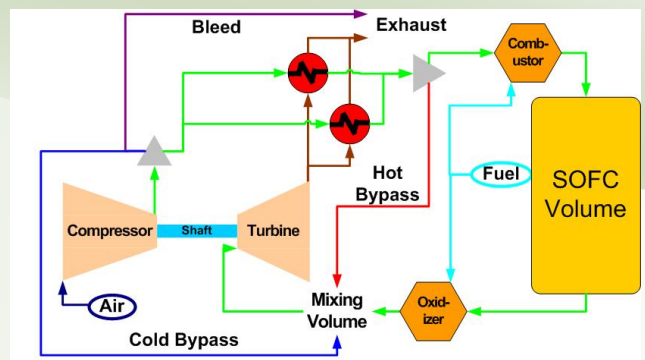 Bleed
Exhaust
Comb-
ustor
Hot
Bypass
Fuel
SOFC
Volume
Compressor
Shaft
Turbine
Air
Mixing
Volume
Oxid-
izer
Cold Bypass